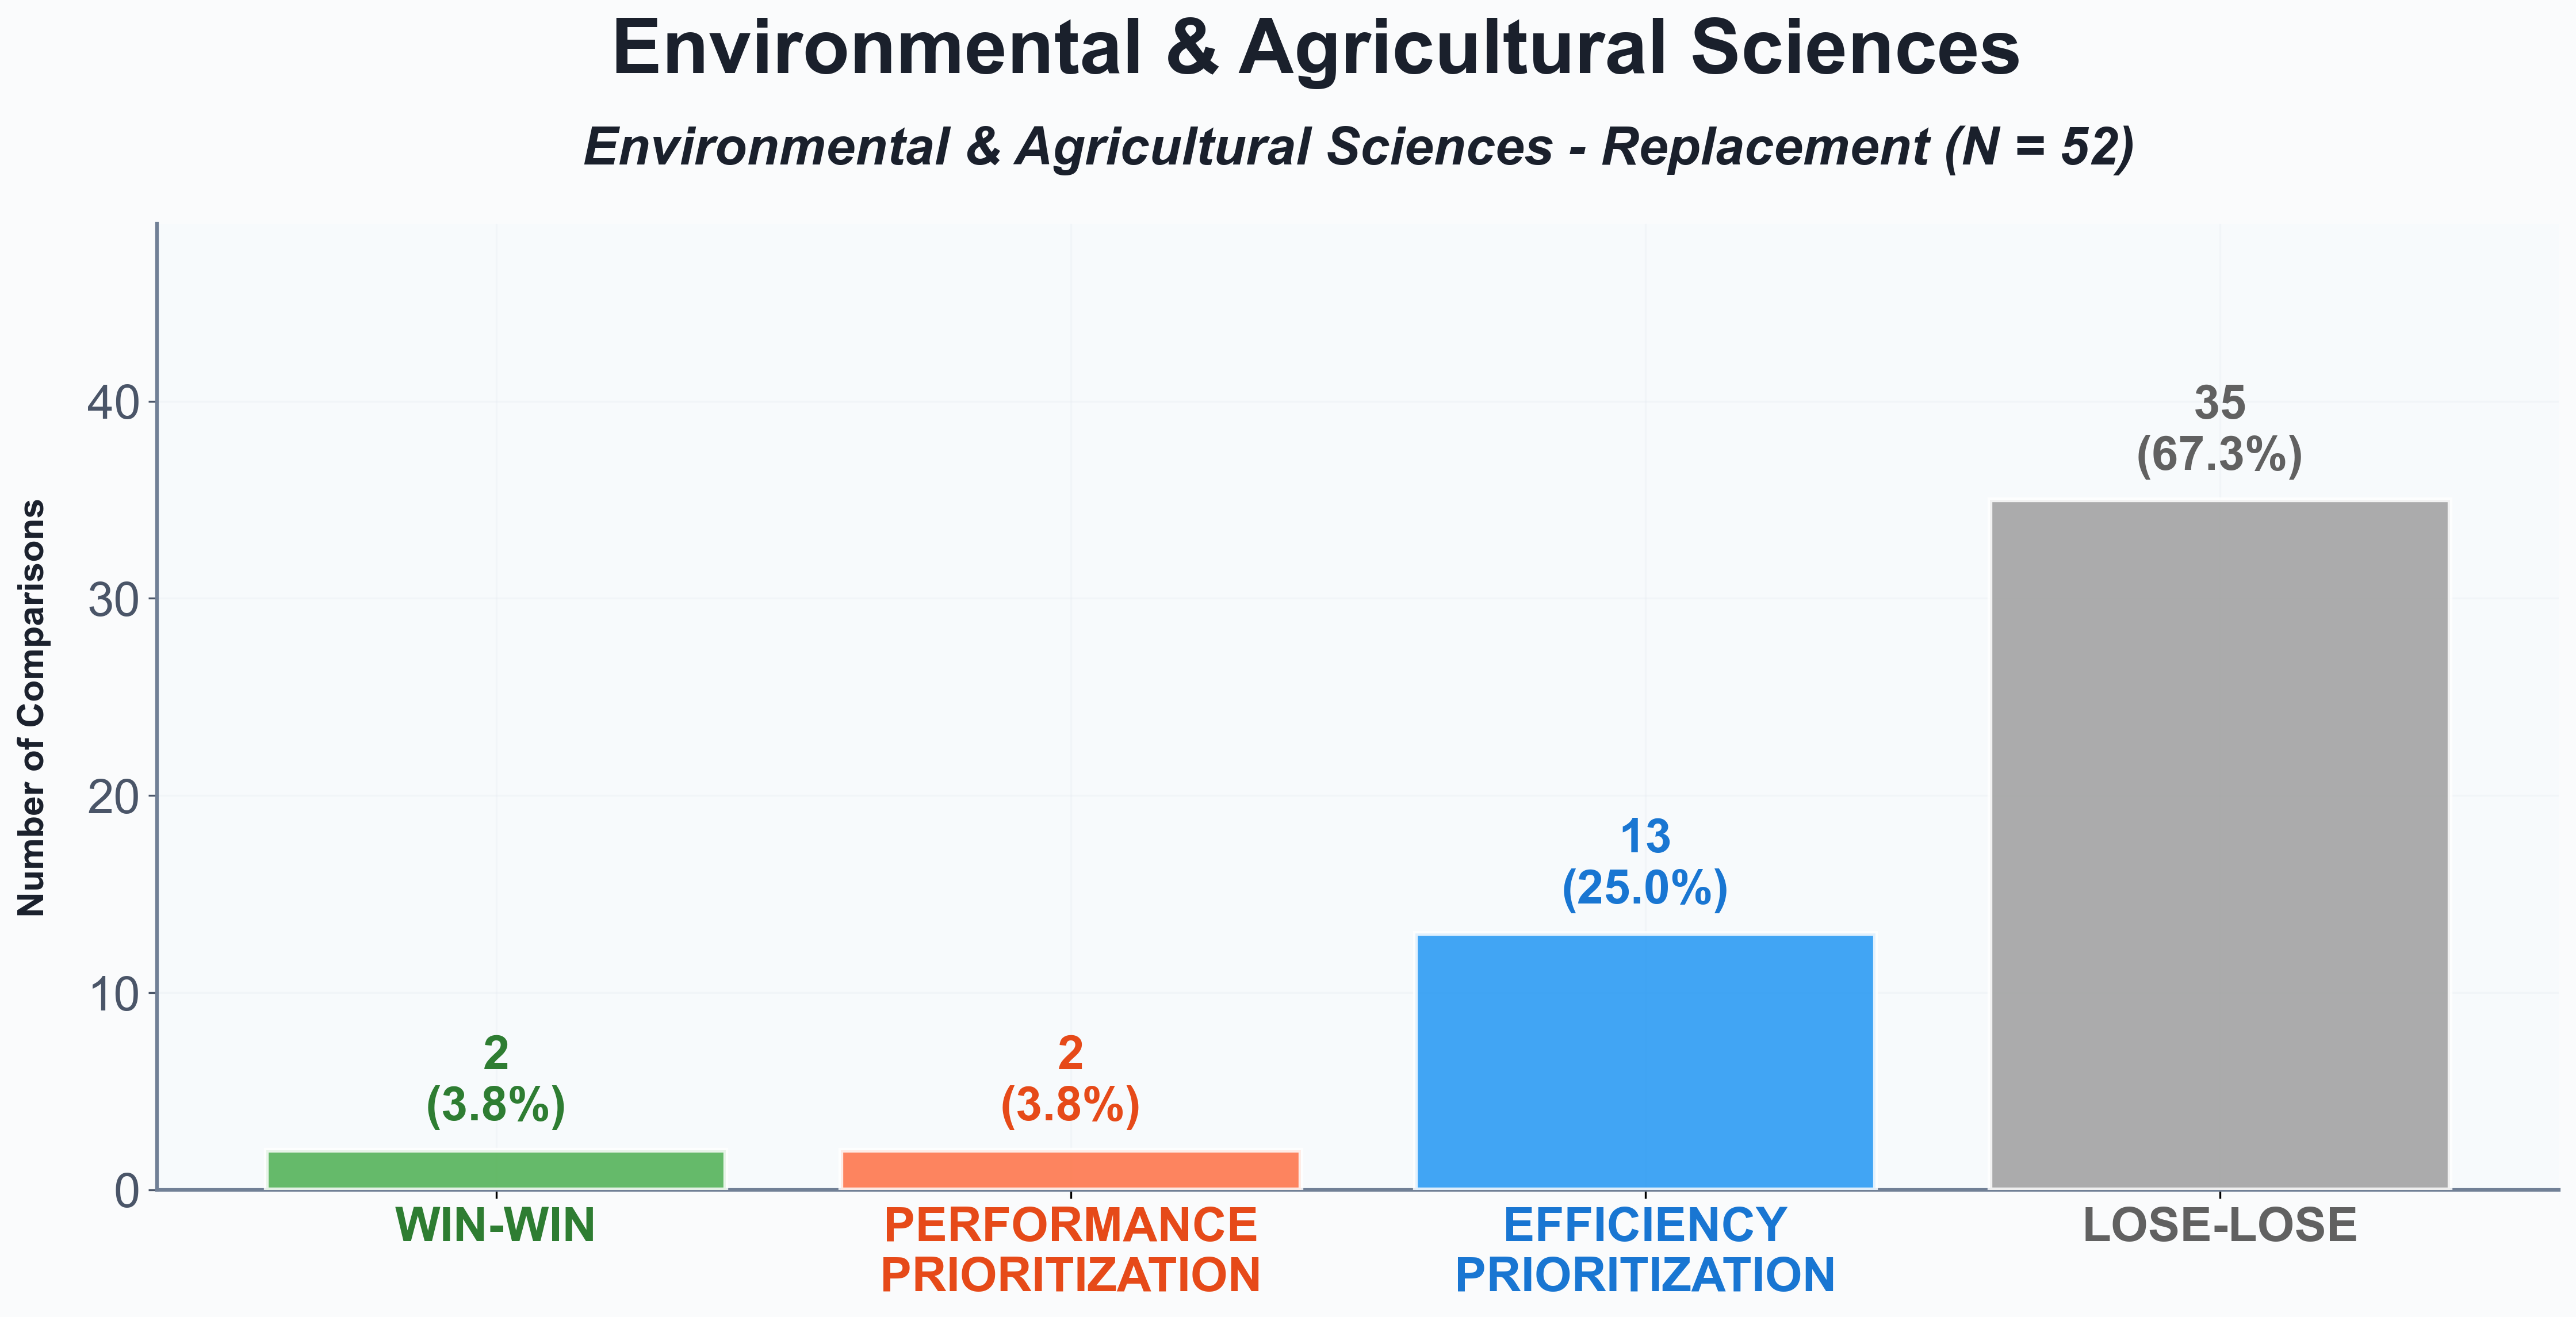 Environmental & Agricultural Sciences
Environmental & Agricultural Sciences - Replacement (N = 52)
Number of Comparisons
40
30
20
10
0
2
(3.8%)
2
(3.8%)
13
(25.0%)
35
(67.3%)
WIN-WIN
PERFORMANCE
PRIORITIZATION
EFFICIENCY
PRIORITIZATION
LOSE-LOSE